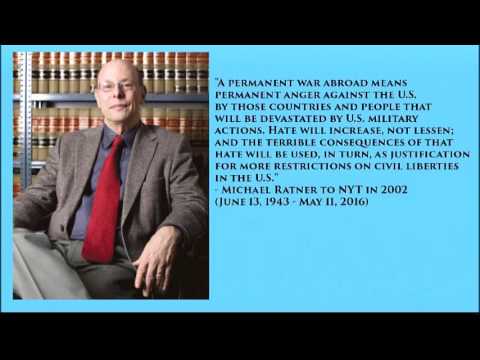 "A PERMANENT WAR ABROAD MEANS
PERMANENT ANGER AGAINST THE U.S.
BY THOSE COUNTRIES AND PEOPLE THAT
WILL BE DEVASTATED BY U.S. MILITARY
ACTIONS. HATE WILL INCREASE, NOT LESSEN;
AND THE TERRIBLE CONSEQUENCES OF THAT
HATE WILL BE USED, IN TURN, AS JUSTIFICATION
FOR MORE RESTRICTIONS ON CIVIL LIBERTIES
IN THE U.S."
- MICHAEL RATNER TO NYT IN 2002
(JUNE 13, 1943 - MAY 11, 2016)